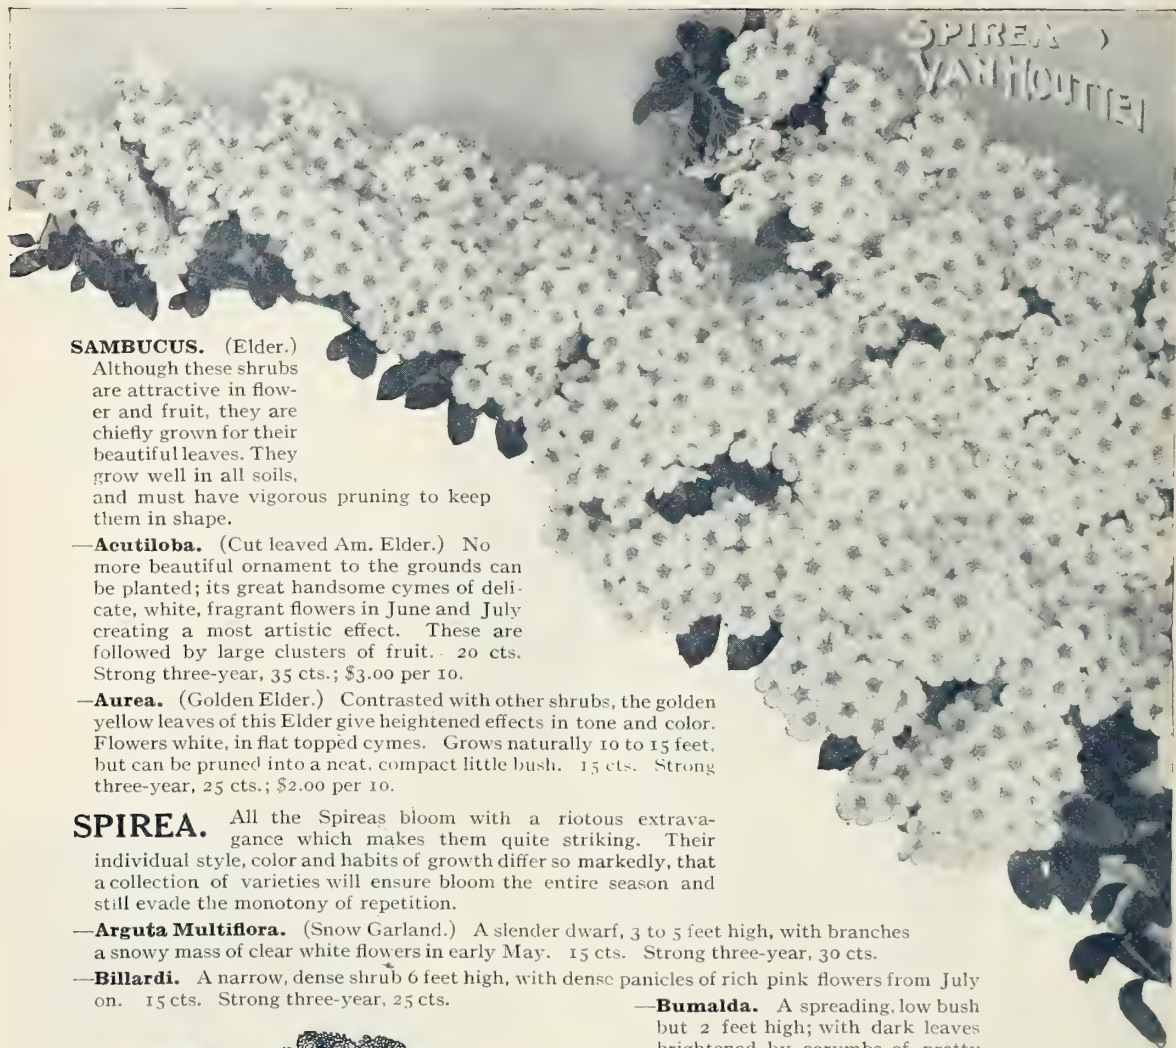 SPIREA
VAN HOUTTEI
SAMBUCUS. (Elder.)
Although these shrubs
are attractive in flow-
er and fruit, they are
chiefly grown for their
beautiful leaves. They
grow well in all soils,
and must have vigorous pruning to keep
them in shape.
—Acutiloba. (Cut leaved Am. Elder.) No
more beautiful ornament to the grounds can
be planted; its great handsome cymes of deli-
cate, white, fragrant flowers in June and July
creating a most artistic effect. These are
followed by large clusters of fruit. 20 cts.
Strong three-year, 35 cts.; $3.00 per 10.
—Aurea. (Golden Elder.) Contrasted with other shrubs, the golden
yellow leaves of this Elder give heightened effects in tone and color.
Flowers white, in flat topped cymes. Grows naturally 10 to 15 feet,
but can be pruned into a neat, compact little bush. 15 cts. Strong
three-year, 25 cts.; $2.00 per 10.
SPIREA. All the Spireas bloom with a riotous extrava-
gance which makes them quite striking. Their
individual style, color and habits of growth differ so markedly, that
a collection of varieties will ensure bloom the entire season and
still evade the monotony of repetition.
—Arguta Multiflora. (Snow Garland.) A slender dwarf, 3 to 5 feet high, with branches
a snowy mass of clear white flowers in early May. 15 cts. Strong three-year, 30 cts.
—Billardi. A narrow, dense shrub 6 feet high, with dense panicles of rich pink flowers from July
on. 15 cts. Strong three-year, 25 cts.
—Bumalda. A spreading, low bush
but 2 feet high; with dark leaves
brightened by corymbs of pretty